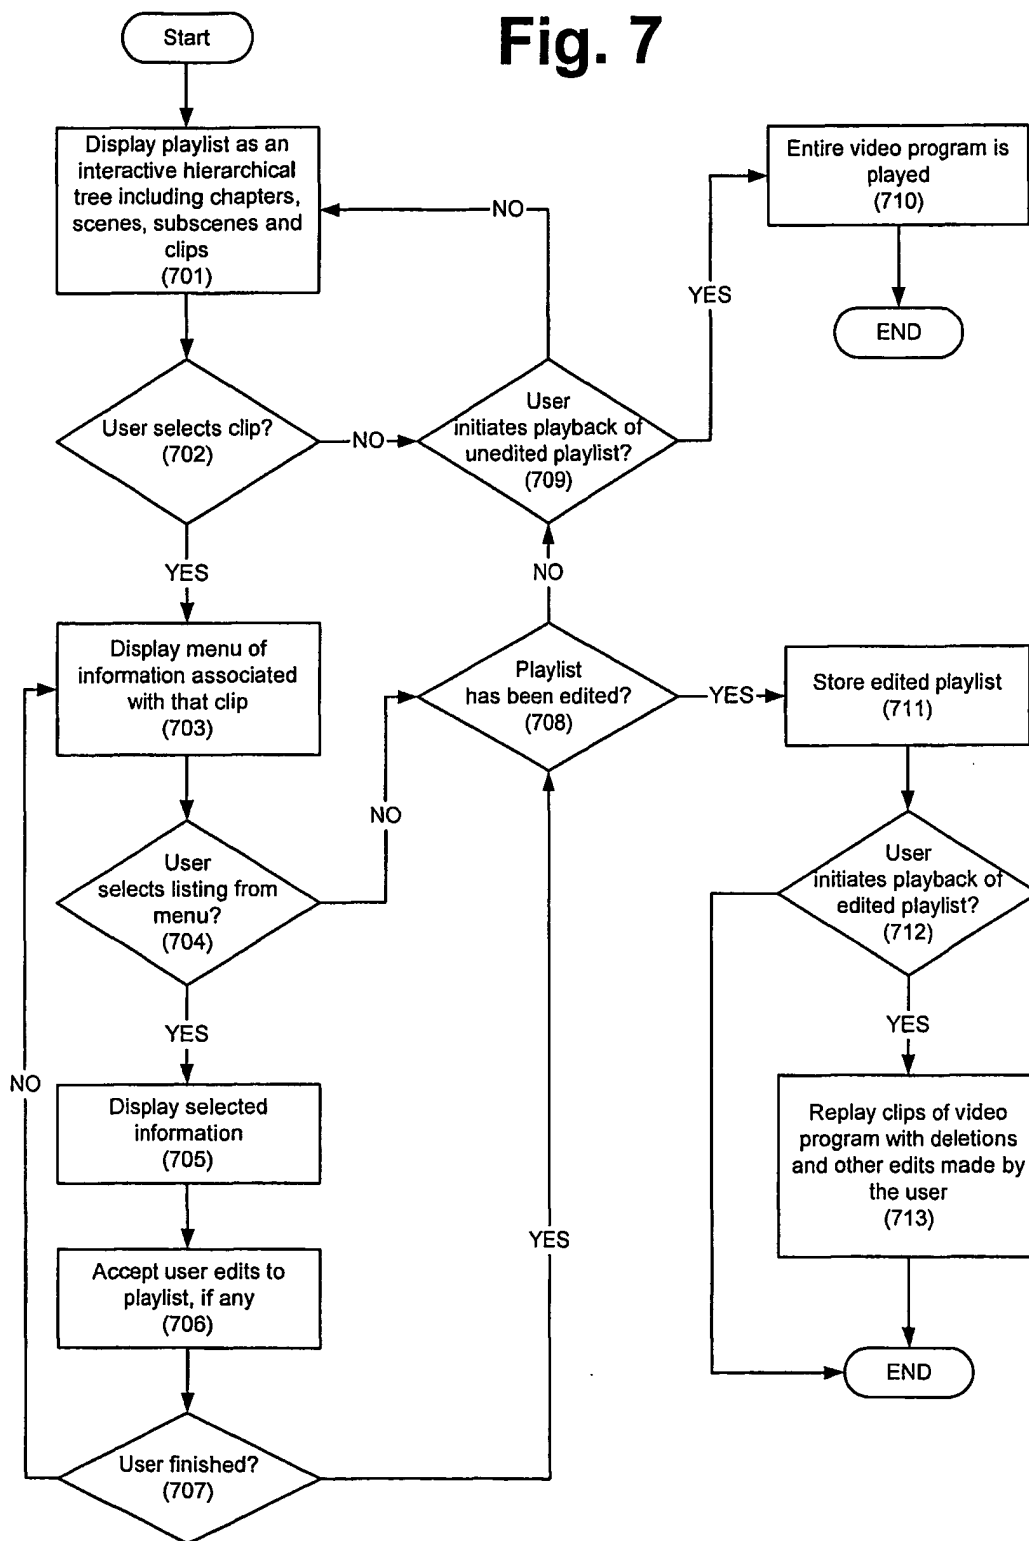 Fig. 7
Start
Display playlist as an
interactive hierarchical
tree including chapters,
scenes, subscenes and
clips
(701)
NO
Entire video program is
played
(710)
YES
END
User selects clip?
(702)
NO
User
initiates playback of
unedited playlist?
(709)
YES
NO
Display menu of
information associated
with that clip
(703)
Playlist
has been edited?
(708)
YES
Store edited playlist
(711)
NO
User
selects listing from
menu?
(704)
User
initiates playback of
edited playlist?
(712)
YES
YES
NO
Display selected
information
(705)
Replay clips of video
program with deletions
and other edits made by
the user
(713)
YES
Accept user edits to
playlist, if any
(706)
END
User finished?
(707)